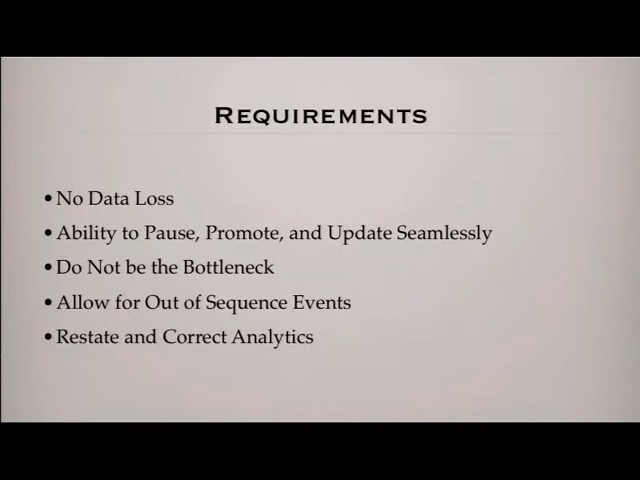 REQUIREMENTS
• No Data Loss
• Ability to Pause, Promote, and Update Seamlessly
• Do Not be the Bottleneck
• Allow for Out of Sequence Events
• Restate and Correct Analytics